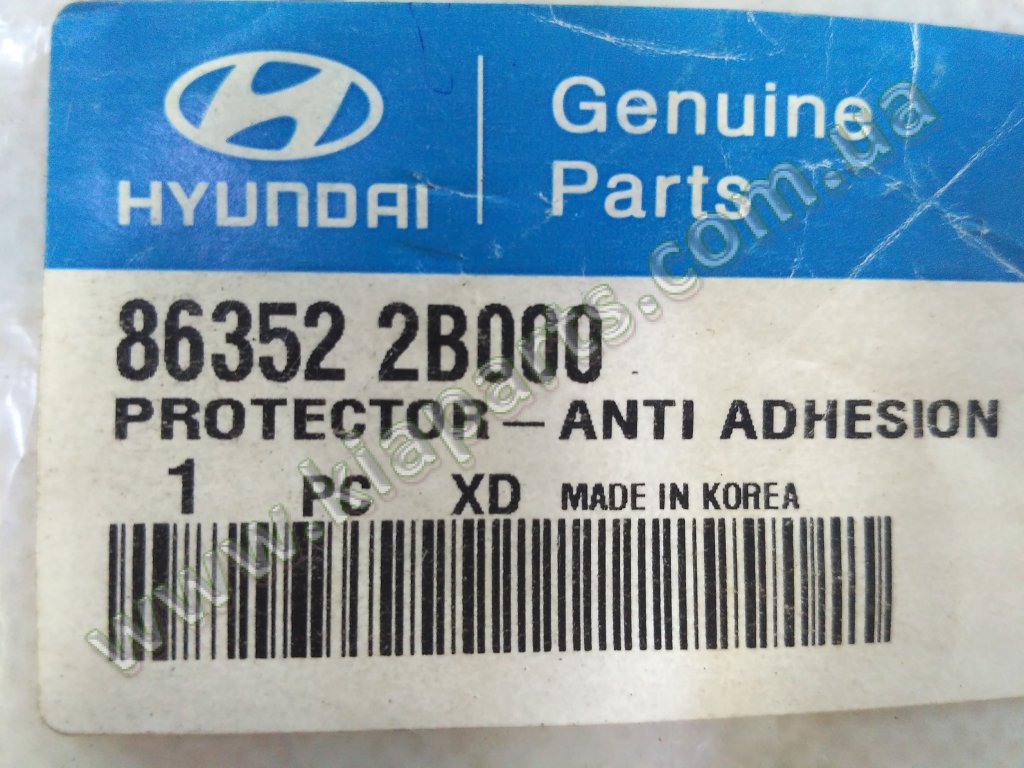 HYUNDAI
Genuine
Parts
86352 2B000
PROTECTOR - ANTI ADHESION
1 PC XD MADE IN KOREA
www.kiaparts.com.ua